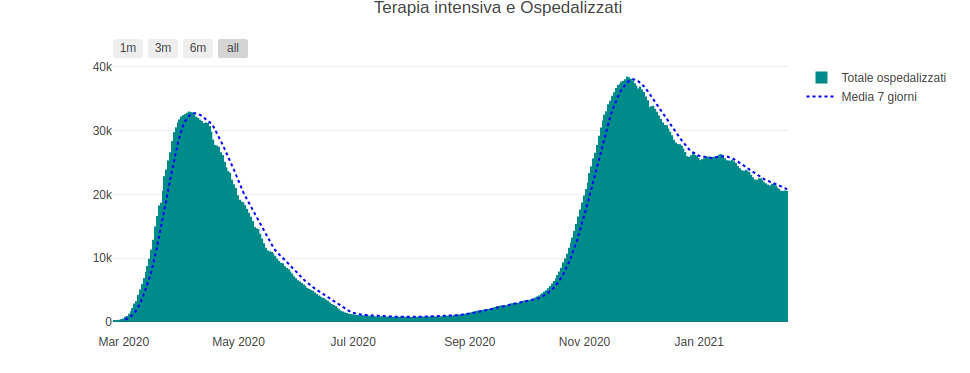 Terapia intensiva e Ospedalizzati
1m 3m 6m all
40k
30k
20k
10k
0
Mar 2020 May 2020 Jul 2020 Sep 2020 Nov 2020 Jan 2021
Totale ospedalizzati
Media 7 giorni